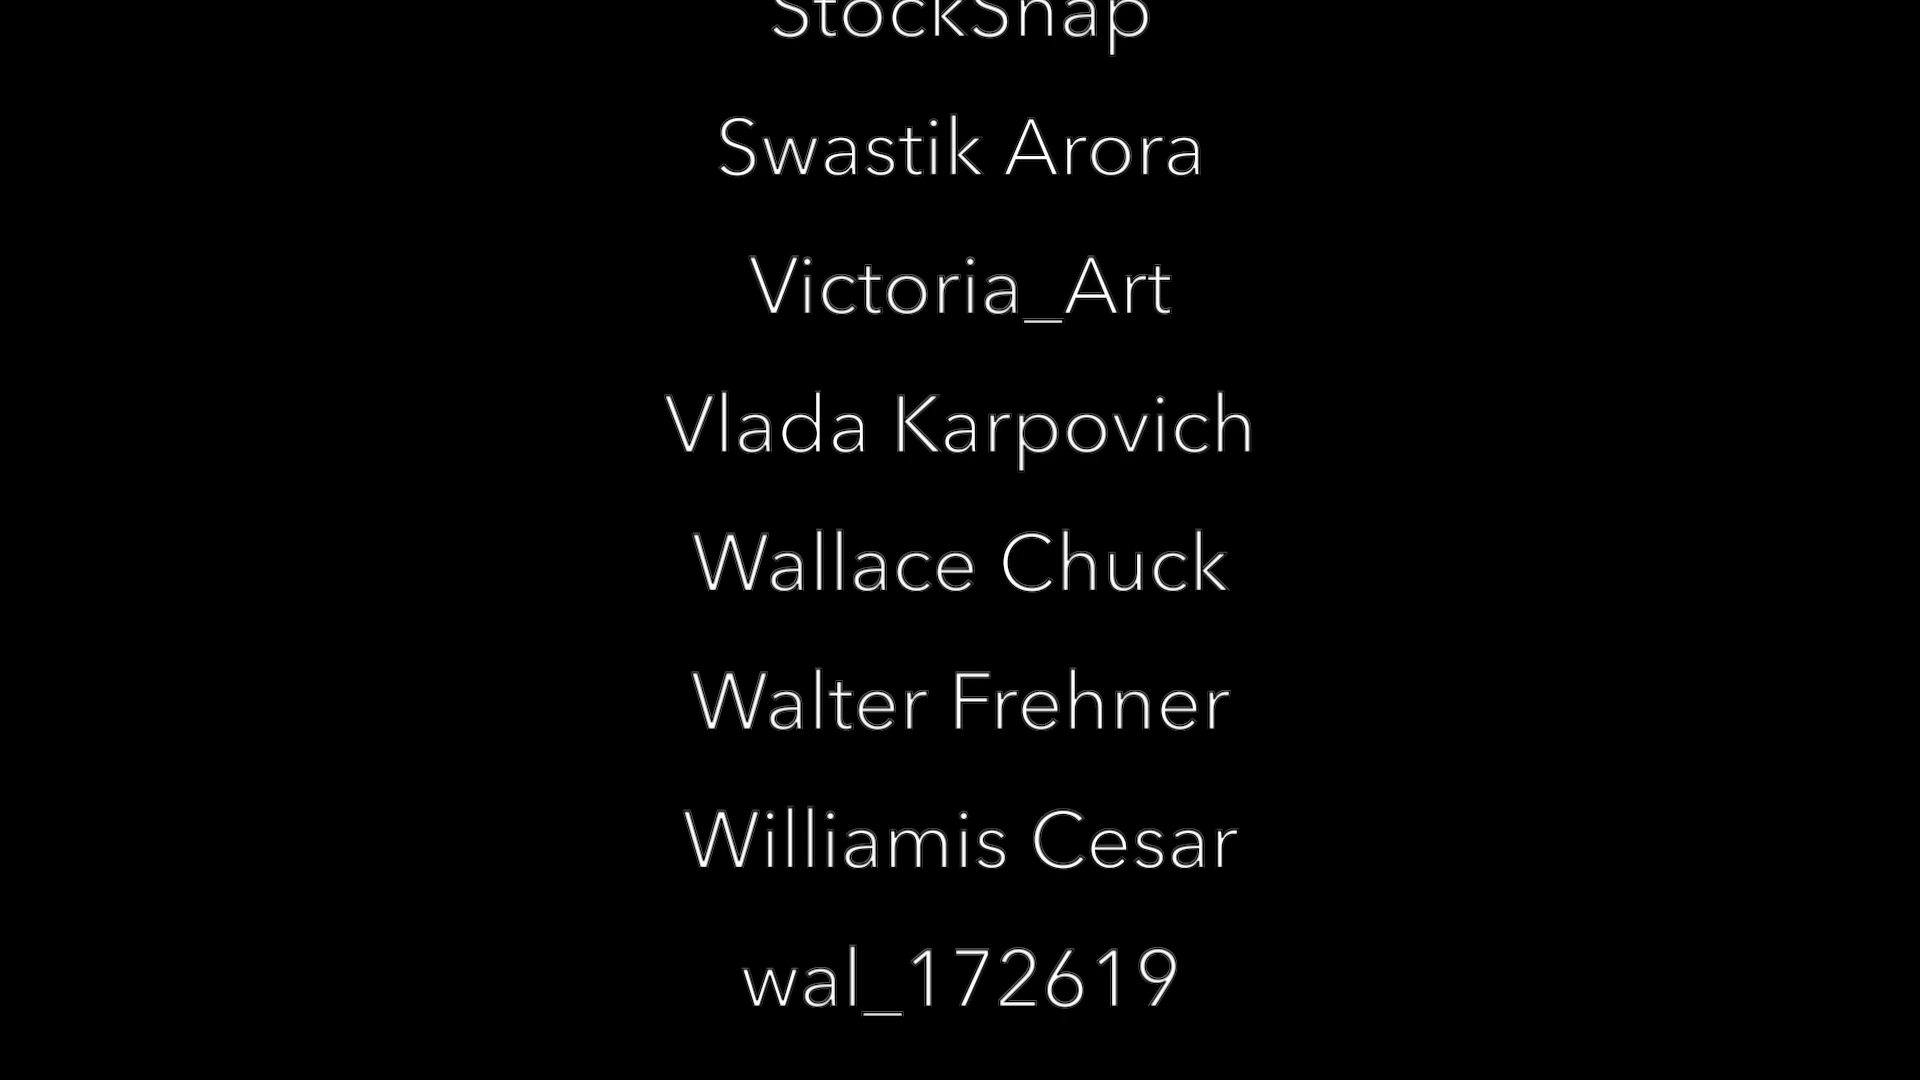 StockSnap
Swastik Arora
Victoria_Art
Vlada Karpovich
Wallace Chuck
Walter Frehner
Williamis Cesar
wal_172619